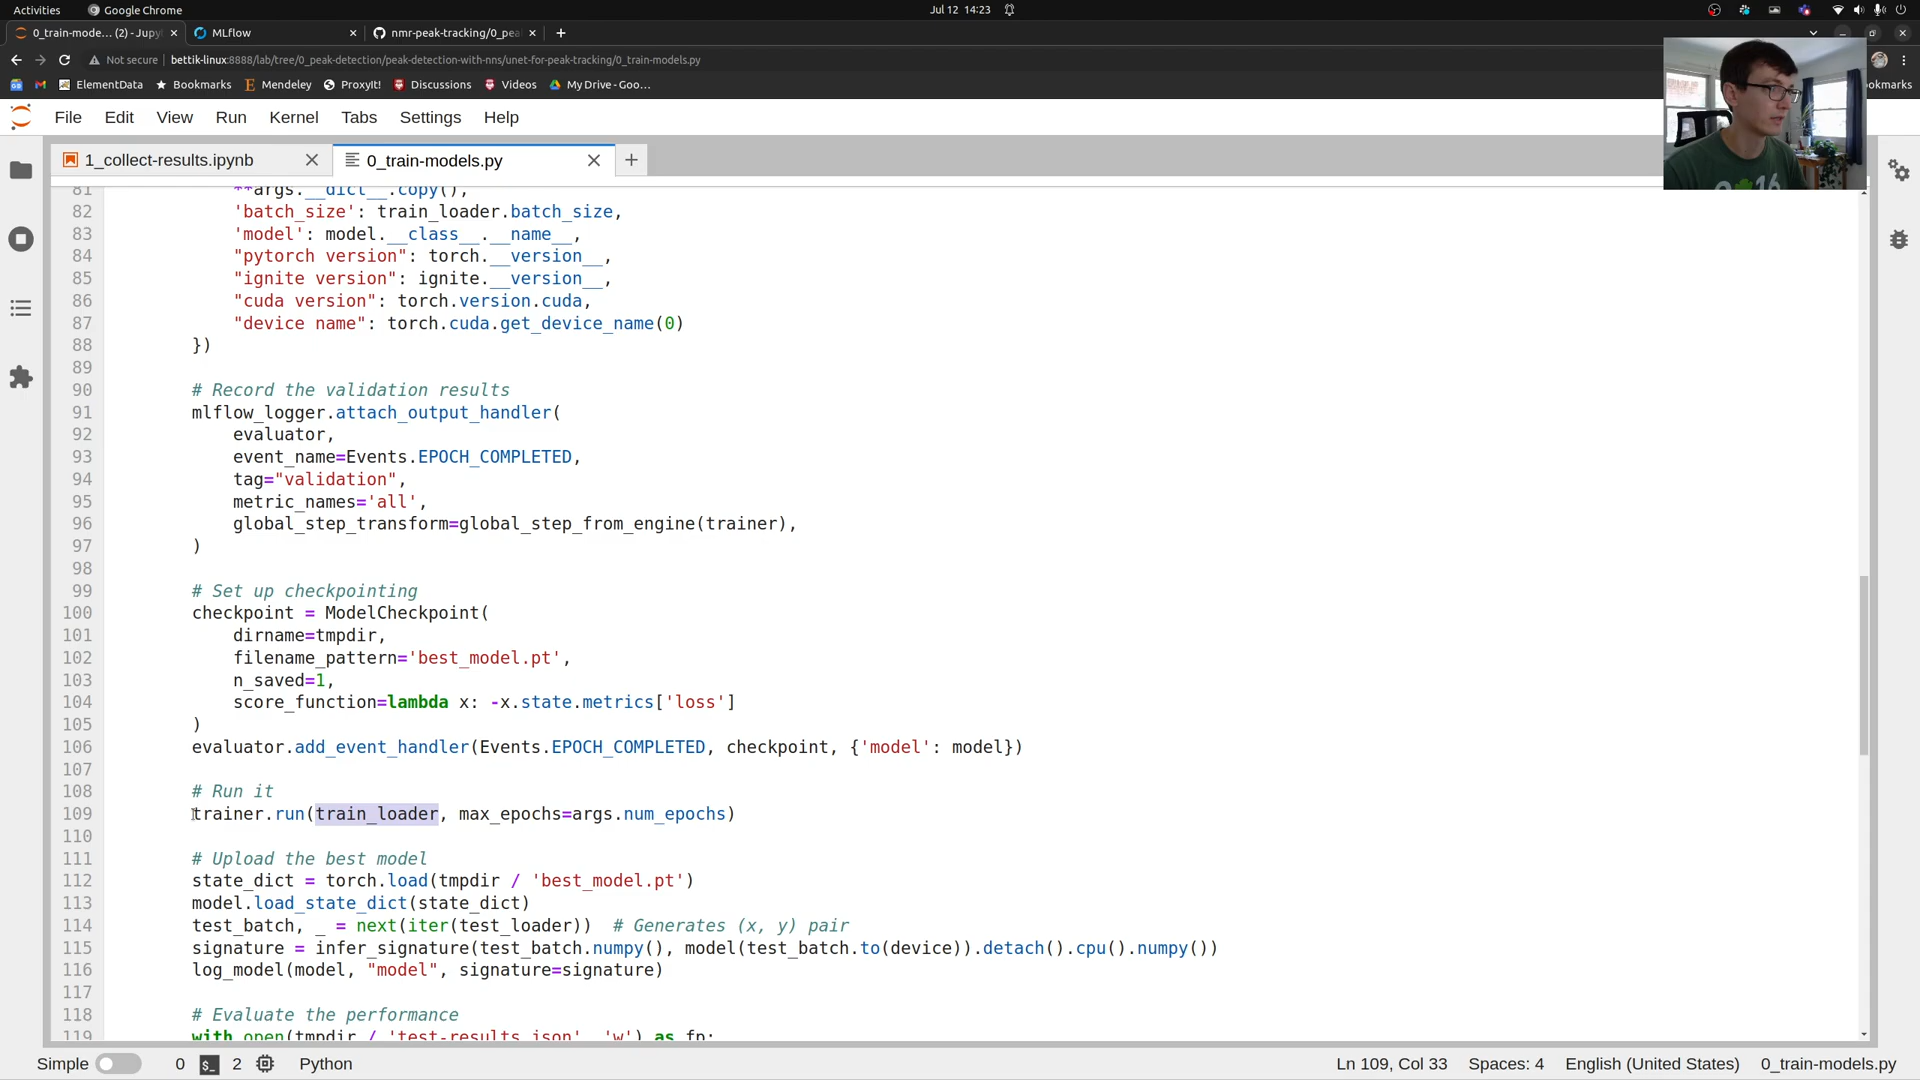 Activities
Google Chrome
Jul 12 14:23
0_train-mode… (2) - Jupy
MLflow
nmr-peak-tracking/0_pea
Not secure
bettik-linux:8888/lab/tree/0_peak-detection/peak-detection-with-nns/unet-for-peak-tracking/0_train-models.py
ElementData
Bookmarks
Mendeley
ProxyIt!
Discussions
Videos
My Drive - Goo…
ookmarks
File Edit View Run Kernel Tabs Settings Help
1_collect-results.ipynb
0_train-models.py
81 **args.__dict__.copy(),
82 'batch_size': train_loader.batch_size,
83 'model': model.__class__.__name__,
84 "pytorch version": torch.__version__,
85 "ignite version": ignite.__version__,
86 "cuda version": torch.version.cuda,
87 "device name": torch.cuda.get_device_name(0)
88 })
89
90 # Record the validation results
91 mlflow_logger.attach_output_handler(
92 evaluator,
93 event_name=Events.EPOCH_COMPLETED,
94 tag="validation",
95 metric_names='all',
96 global_step_transform=global_step_from_engine(trainer),
97 )
98
99 # Set up checkpointing
100 checkpoint = ModelCheckpoint(
101 dirname=tmpdir,
102 filename_pattern='best_model.pt',
103 n_saved=1,
104 score_function=lambda x: -x.state.metrics['loss']
105 )
106 evaluator.add_event_handler(Events.EPOCH_COMPLETED, checkpoint, {'model': model})
107
108 # Run it
109 trainer.run(train_loader, max_epochs=args.num_epochs)
110
111 # Upload the best model
112 state_dict = torch.load(tmpdir / 'best_model.pt')
113 model.load_state_dict(state_dict)
114 test_batch, _ = next(iter(test_loader)) # Generates (x, y) pair
115 signature = infer_signature(test_batch.numpy(), model(test_batch.to(device)).detach().cpu().numpy())
116 log_model(model, "model", signature=signature)
117
118 # Evaluate the performance
119 with open(tmpdir / 'test-results.json', 'w') as fp:
Simple 0 2 Python
Ln 109, Col 33 Spaces: 4 English (United States) 0_train-models.py